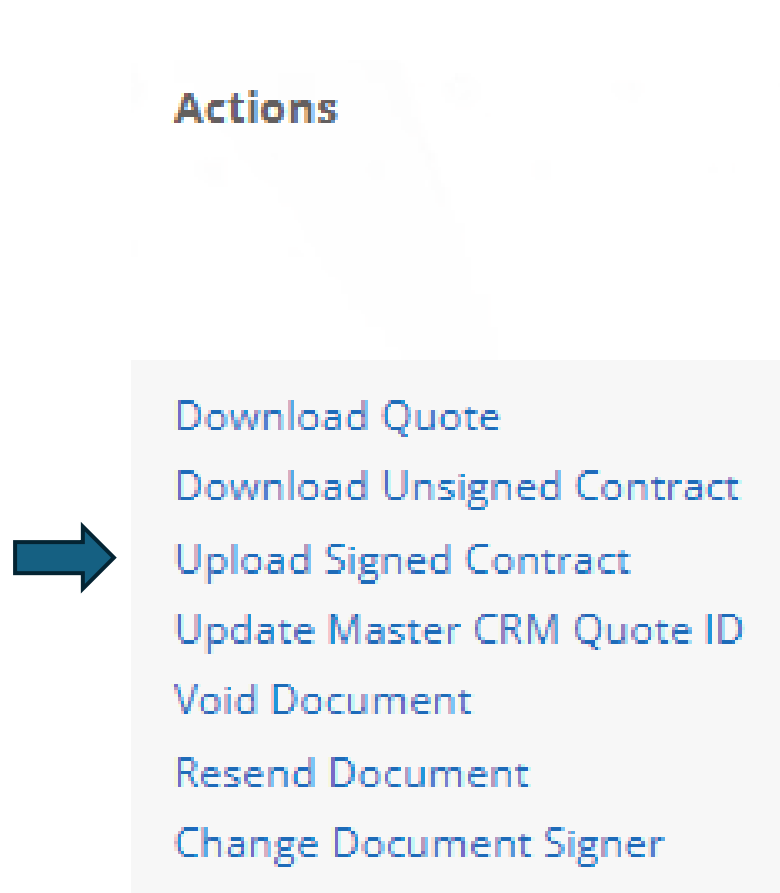 Actions
Download Quote
Download Unsigned Contract
Upload Signed Contract
Update Master CRM Quote ID
Void Document
Resend Document
Change Document Signer